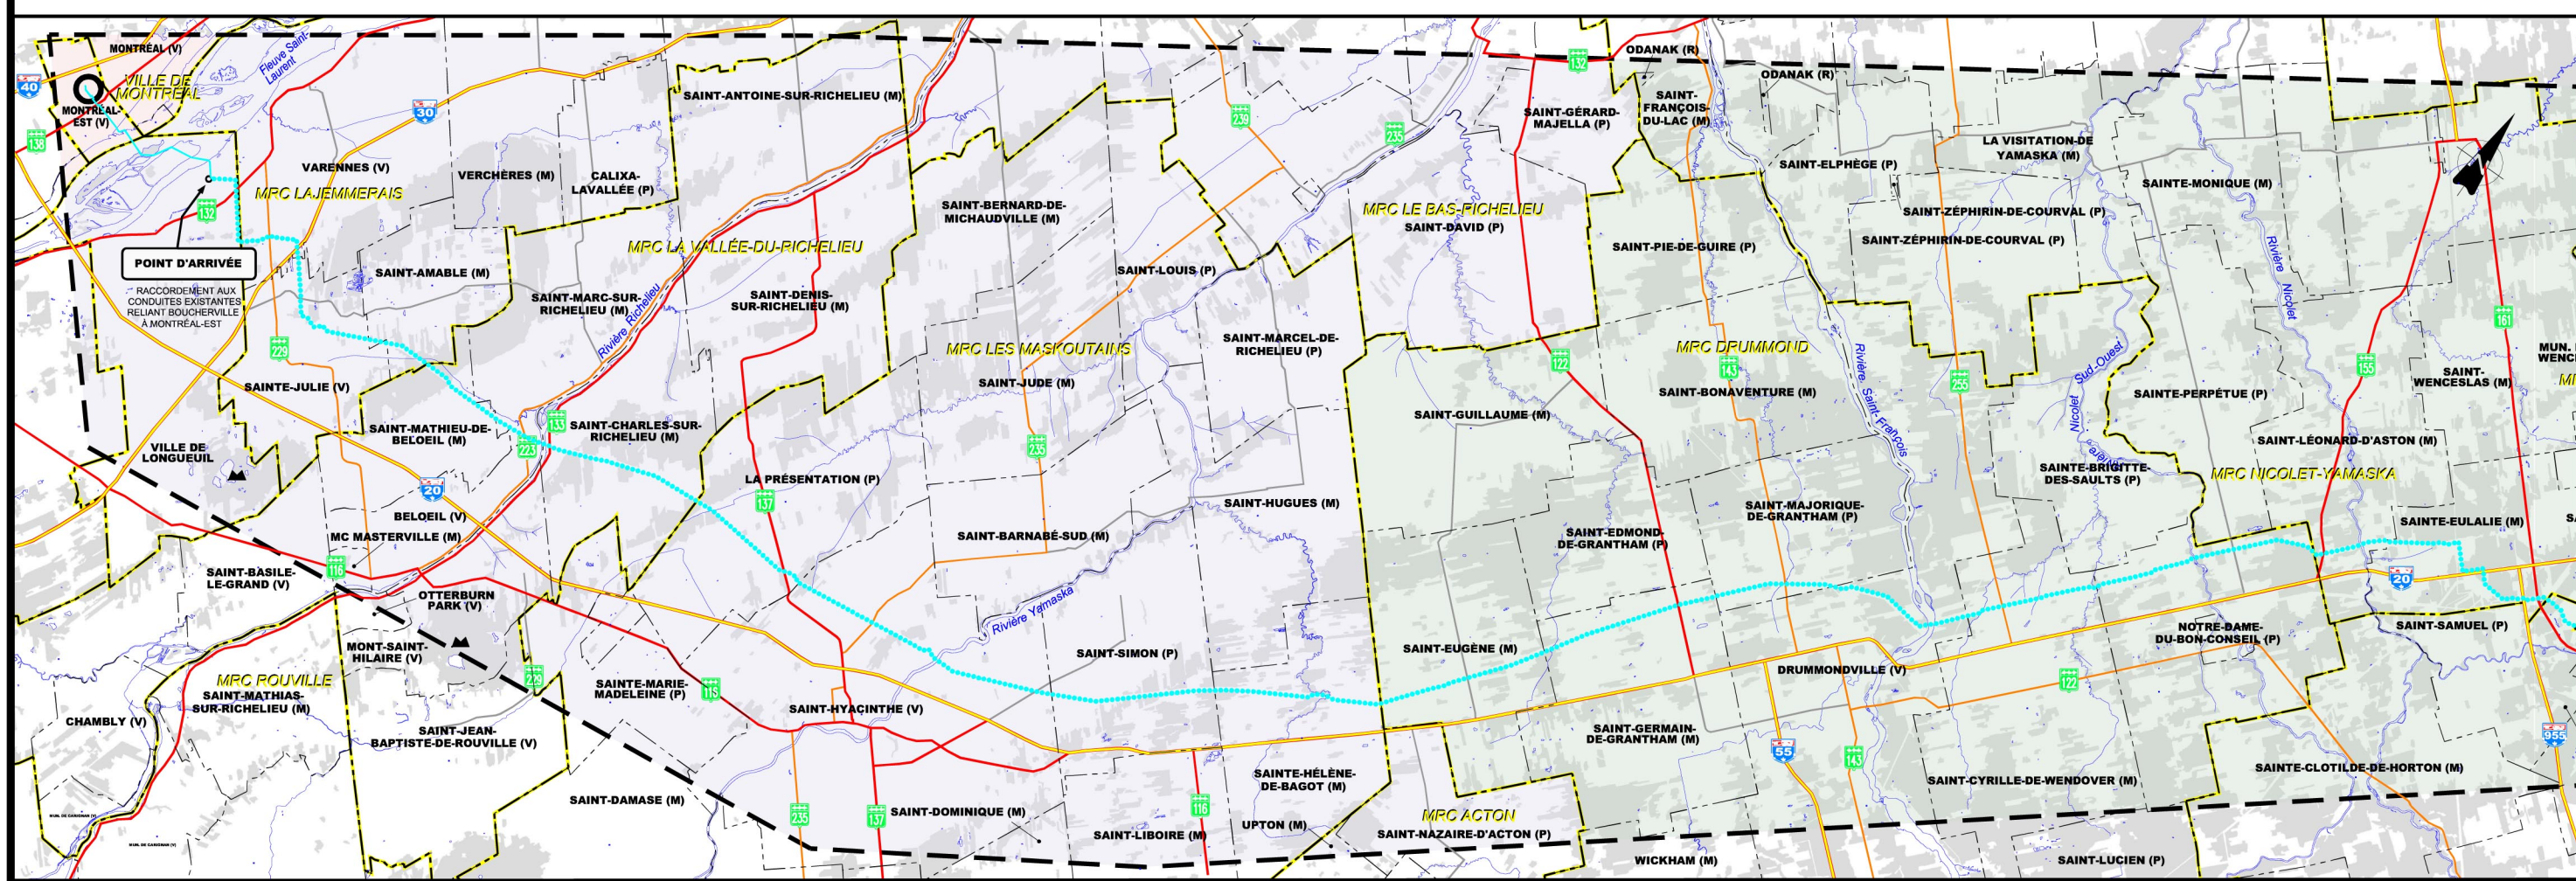 MONTRÉAL (V)
Fleuve Saint-
Laurent
VILLE DE
MONTRÉAL
40
MONTRÉAL-
EST (V)
138
30
VARENNES (V)
MRC LAJEMMERAIS
132
VERCHÈRES (M)
CALIXA-
LAVALLÉE (P)
SAINT-ANTOINE-SUR-RICHELIEU (M)
POINT D'ARRIVÉE
RACCORDEMENT AUX
CONDUITES EXISTANTES
RELIANT BOUCHERVILLE
À MONTRÉAL-EST
SAINT-AMABLE (M)
MRC LA VALLÉE-DU-RICHELIEU
SAINT-MARC-SUR-
RICHELIEU (M)
Rivière Richelieu
SAINT-DENIS-
SUR-RICHELIEU (M)
229
SAINTE-JULIE (V)
SAINT-MATHIEU-DE-
BELOEIL (M)
223
133
SAINT-CHARLES-SUR-
RICHELIEU (M)
VILLE DE
LONGUEUIL
20
BELOEIL (V)
MC MASTERVILLE (M)
116
SAINT-BASILE-
LE-GRAND (V)
OTTERBURN
PARK (V)
MONT-SAINT-
HILAIRE (V)
229
MRC ROUVILLE
SAINT-MATHIAS-
SUR-RICHELIEU (M)
CHAMBLY (V)
SAINT-JEAN-
BAPTISTE-DE-ROUVILLE (V)
MUN. DE CARIGNAN (V)
MUN. DE CARIGNAN (V)
SAINT-DAMASE (M)
SAINTE-MARIE-
MADELEINE (P)
SAINT-HYACINTHE (V)
235
137
SAINT-DOMINIQUE (M)
LA PRÉSENTATION (P)
137
SAINT-BERNARD-DE-
MICHAUDVILLE (M)
239
235
SAINT-LOUIS (P)
MRC LES MASKOUTAINS
SAINT-JUDE (M)
SAINT-MARCEL-DE-
RICHELIEU (P)
235
SAINT-HUGUES (M)
SAINT-BARNABÉ-SUD (M)
Rivière Yamaska
SAINT-SIMON (P)
SAINTE-HÉLÈNE-
DE-BAGOT (M)
116
SAINT-LIBOIRE (M)
UPTON (M)
MRC ACTON
SAINT-NAZAIRE-D'ACTON (P)
132
ODANAK (R)
SAINT-GÉRARD-
MAJELLA (P)
SAINT-
FRANÇOIS-
DU-LAC (M)
ODANAK (R)
MRC LE BAS-RICHELIEU
SAINT-DAVID (P)
SAINT-PIE-DE-GUIRE (P)
SAINT-ELPHÈGE (P)
LA VISITATION-DE
YAMASKA (M)
SAINT-ZÉPHIRIN-DE-COURVAL (P)
SAINT-ZÉPHIRIN-DE-COURVAL (P)
SAINTE-MONIQUE (M)
Rivière
Nicolet
122
MRC DRUMMOND
143
SAINT-BONAVENTURE (M)
Rivière Saint-François
255
SAINT-GUILLAUME (M)
Sud-Ouest
Nicolet
SAINTE-PERPÉTUE (P)
155
161
SAINT-
WENCESLAS (M)
MUN.
WENC
SAINT-LÉONARD-D'ASTON (M)
SAINTE-BRIGITTE-
DES-SAULTS (P)
MRC NICOLET-YAMASKA
SAINT-MAJORIQUE-
DE-GRANTHAM (P)
SAINT-EDMOND-
DE-GRANTHAM (P)
SAINTE-EULALIE (M)
20
SAINT-EUGÈNE (M)
DRUMMONDVILLE (V)
122
NOTRE-DAME-
DU-BON-CONSEIL (P)
SAINT-SAMUEL (P)
SAINT-GERMAIN-
DE-GRANTHAM (M)
55
143
SAINT-CYRILLE-DE-WENDOVER (M)
SAINTE-CLOTILDE-DE-HORTON (M)
955
WICKHAM (M)
SAINT-LUCIEN (P)